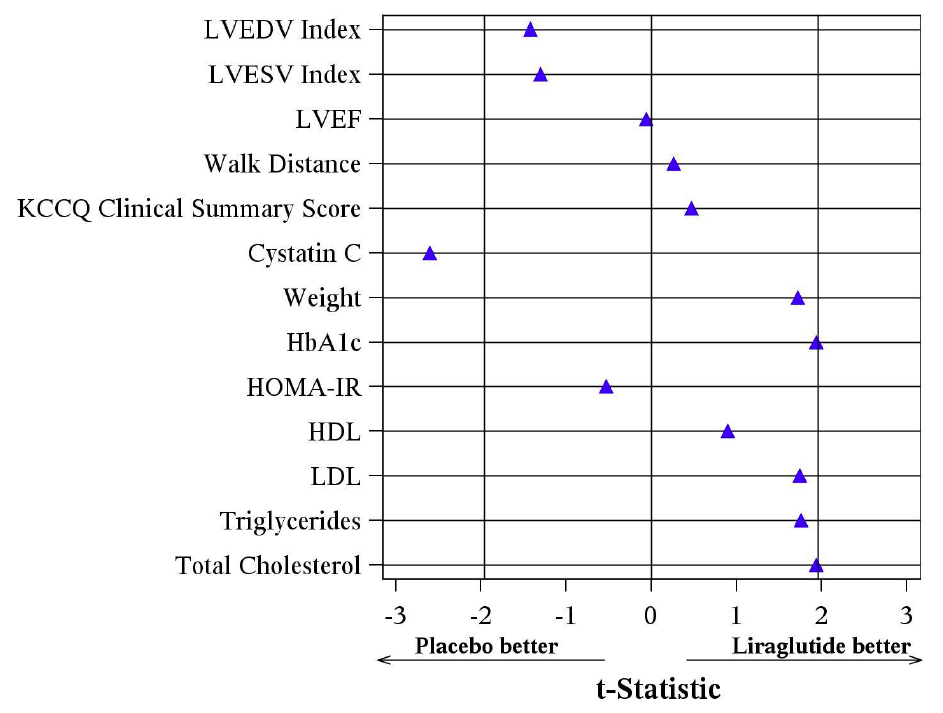 LVEDV Index
LVESV Index
LVEF
Walk Distance
KCCQ Clinical Summary Score
Cystatin C
Weight
HbA1c
HOMA-IR
HDL
LDL
Triglycerides
Total Cholesterol
-3 -2 -1 0 1 2 3
Placebo better Liraglutide better
t-Statistic